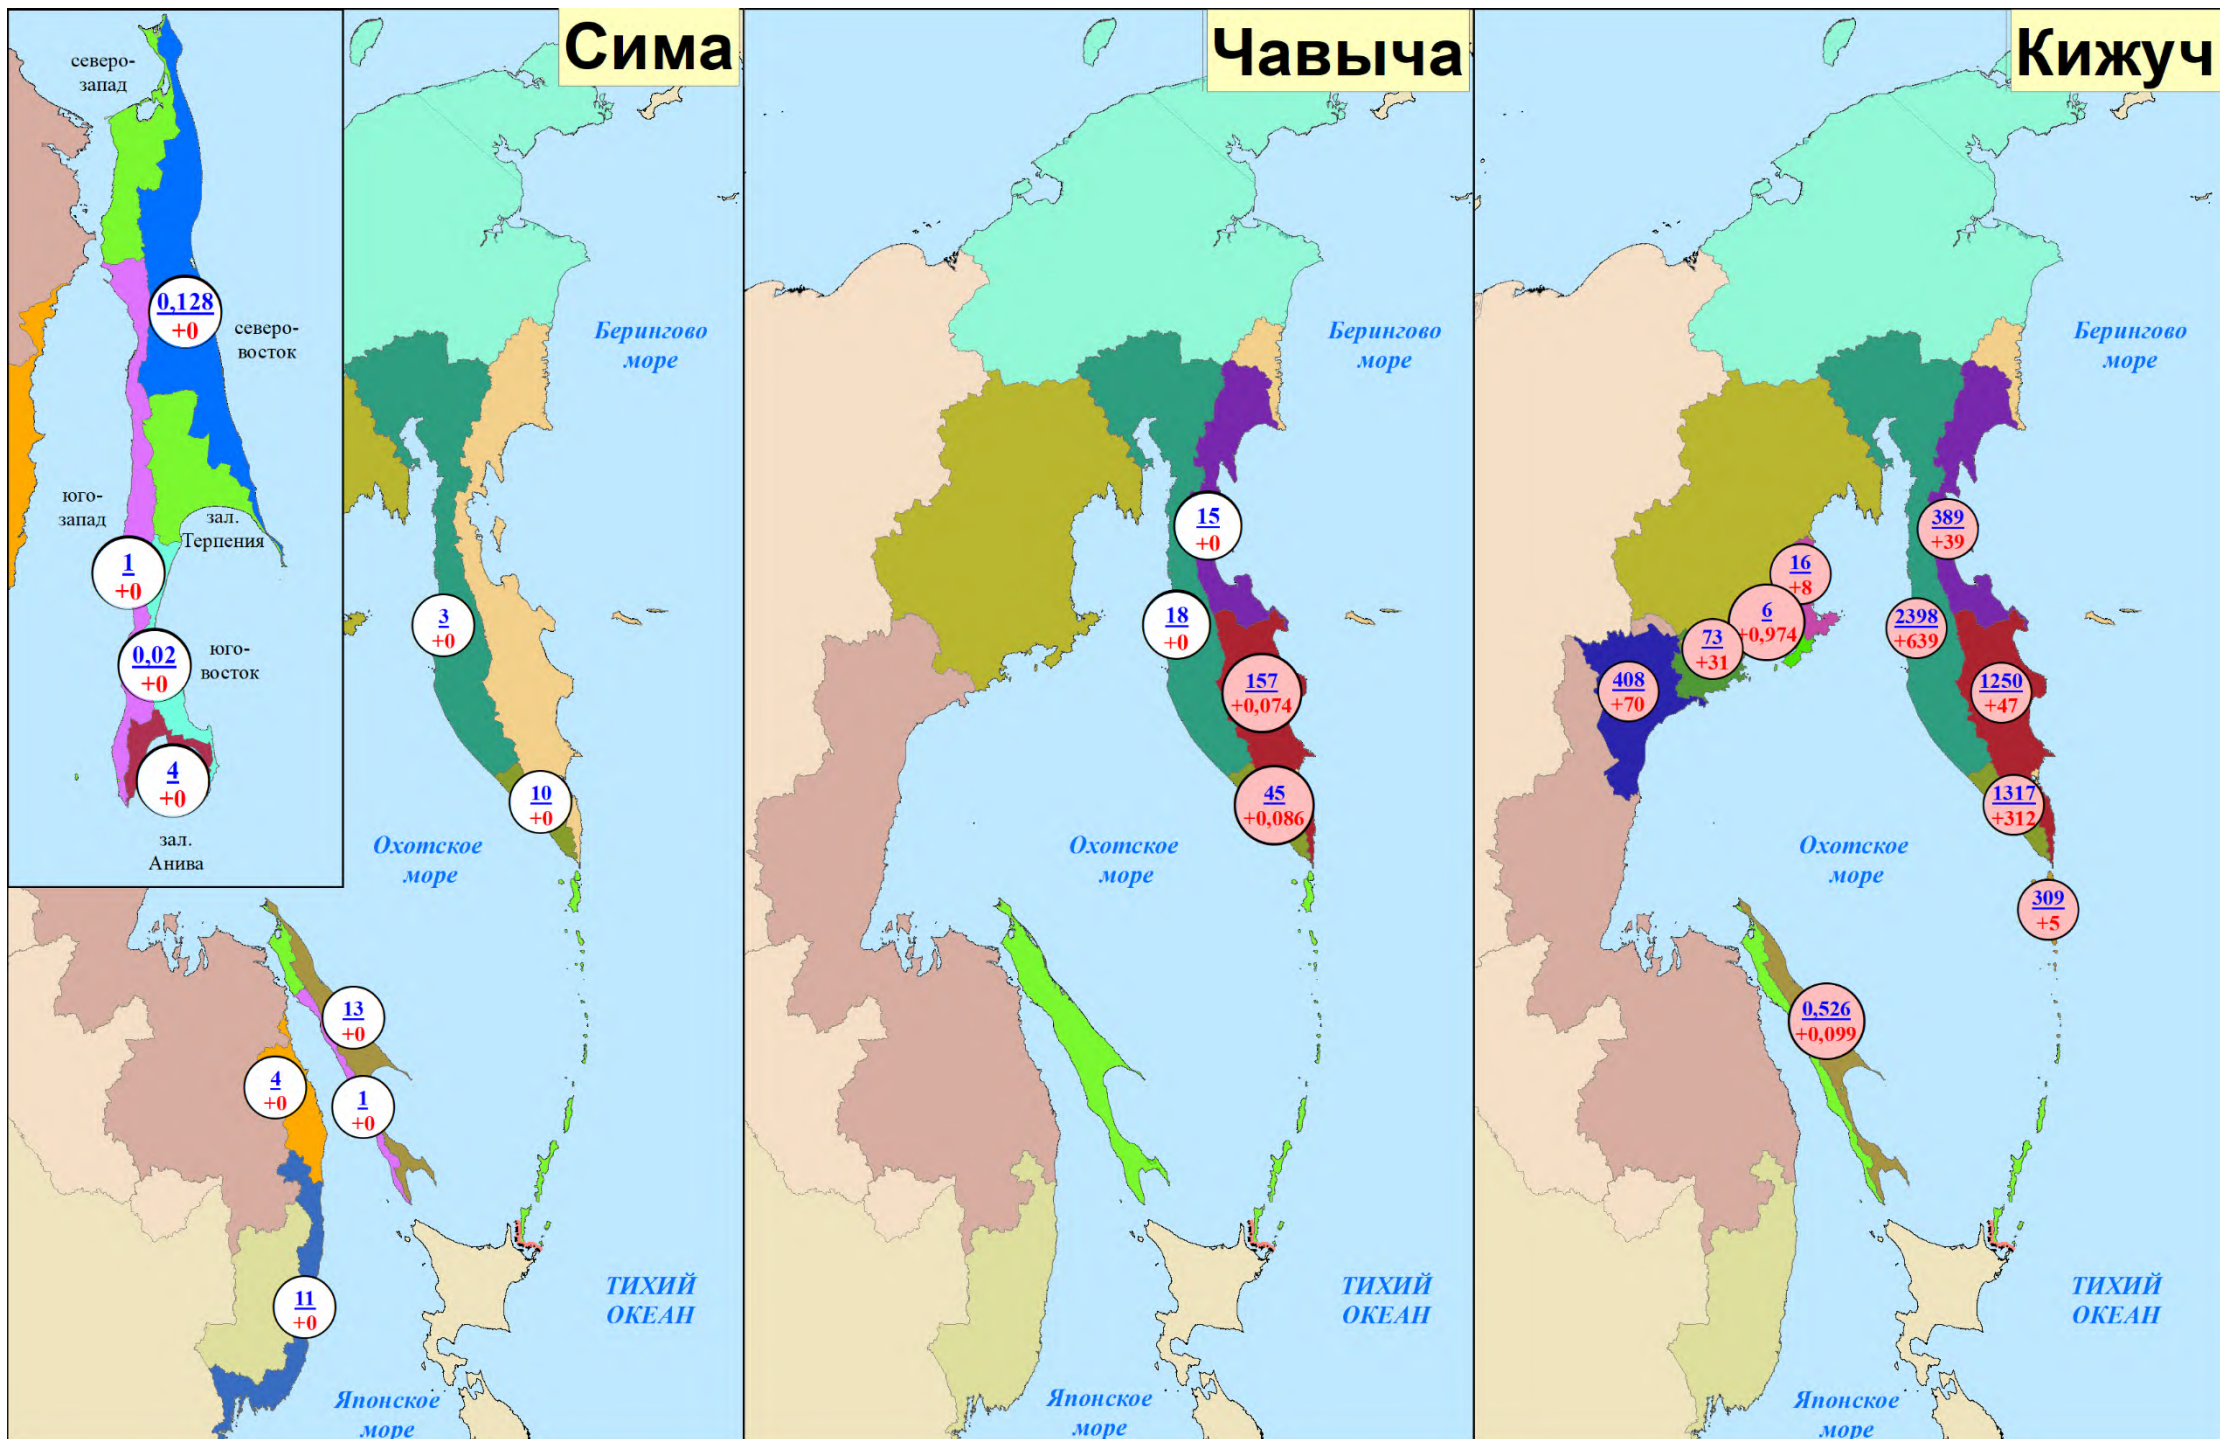 Сима
северо-
запад
0,128
+0
северо-
восток
юго-
запад
зал.
Терпения
1
+0
0,02
+0
юго-
восток
4
+0
зал.
Анива
Берингово
море
3
+0
10
+0
Охотское
море
13
+0
4
+0
1
+0
11
+0
ТИХИЙ
ОКЕАН
Японское
море
Чавыча
Берингово
море
15
+0
18
+0
157
+0,074
45
+0,086
Охотское
море
ТИХИЙ
ОКЕАН
Японское
море
Кижуч
Берингово
море
389
+39
16
+8
6
+0,974
73
+31
2398
+639
408
+70
1250
+47
1317
+312
Охотское
море
309
+5
0,526
+0,099
ТИХИЙ
ОКЕАН
Японское
море